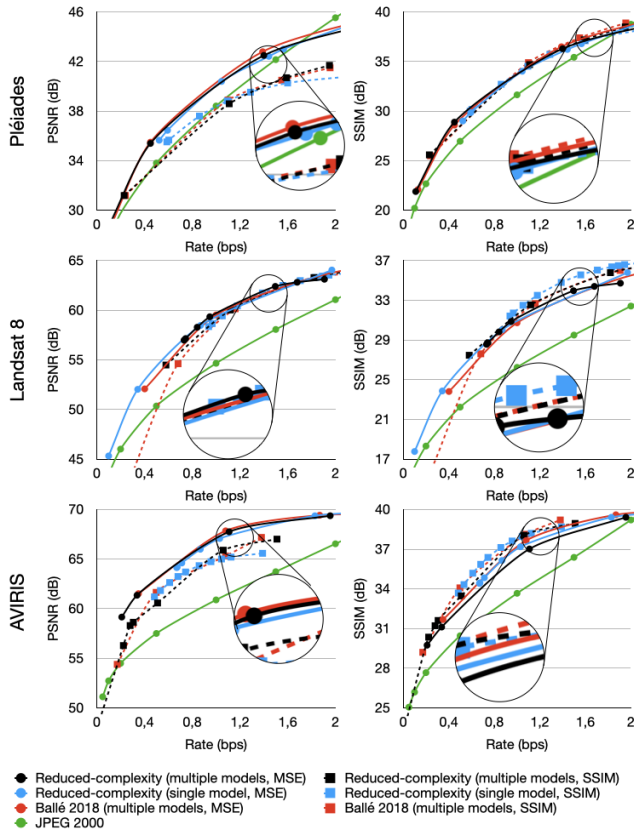 Pléiades
PSNR (dB)
46
42
38
34
30
0 0,4 0,8 1,2 1,6 2
Rate (bps)
SSIM (dB)
40
35
30
25
20
0 0,4 0,8 1,2 1,6 2
Rate (bps)
Landsat 8
PSNR (dB)
65
60
55
50
45
0 0,4 0,8 1,2 1,6 2
Rate (bps)
SSIM (dB)
37
33
29
25
21
17
0 0,4 0,8 1,2 1,6 2
Rate (bps)
AVIRIS
PSNR (dB)
70
65
60
55
50
0 0,4 0,8 1,2 1,6 2
Rate (bps)
SSIM (dB)
40
37
34
31
28
25
0 0,4 0,8 1,2 1,6 2
Rate (bps)
Reduced-complexity (multiple models, MSE)
Reduced-complexity (single model, MSE)
Ballé 2018 (multiple models, MSE)
JPEG 2000
Reduced-complexity (multiple models, SSIM)
Reduced-complexity (single model, SSIM)
Ballé 2018 (multiple models, SSIM)